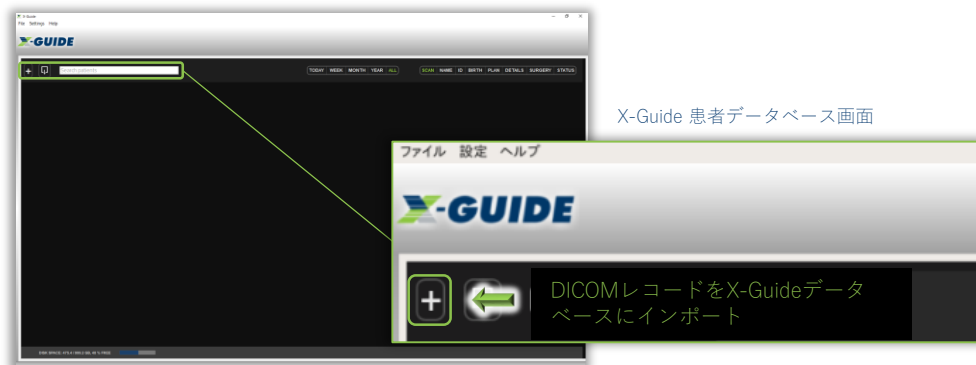 X-Guide
File Settings Help
X-GUIDE
Search patients
TODAY WEEK MONTH YEAR ALL
SCAN NAME ID BIRTH PLAN DETAILS SURGERY STATUS
X-Guide 患者データベース画面
ファイル 設定 ヘルプ
X-GUIDE
DICOMレコードをX-Guideデータ
ベースにインポート